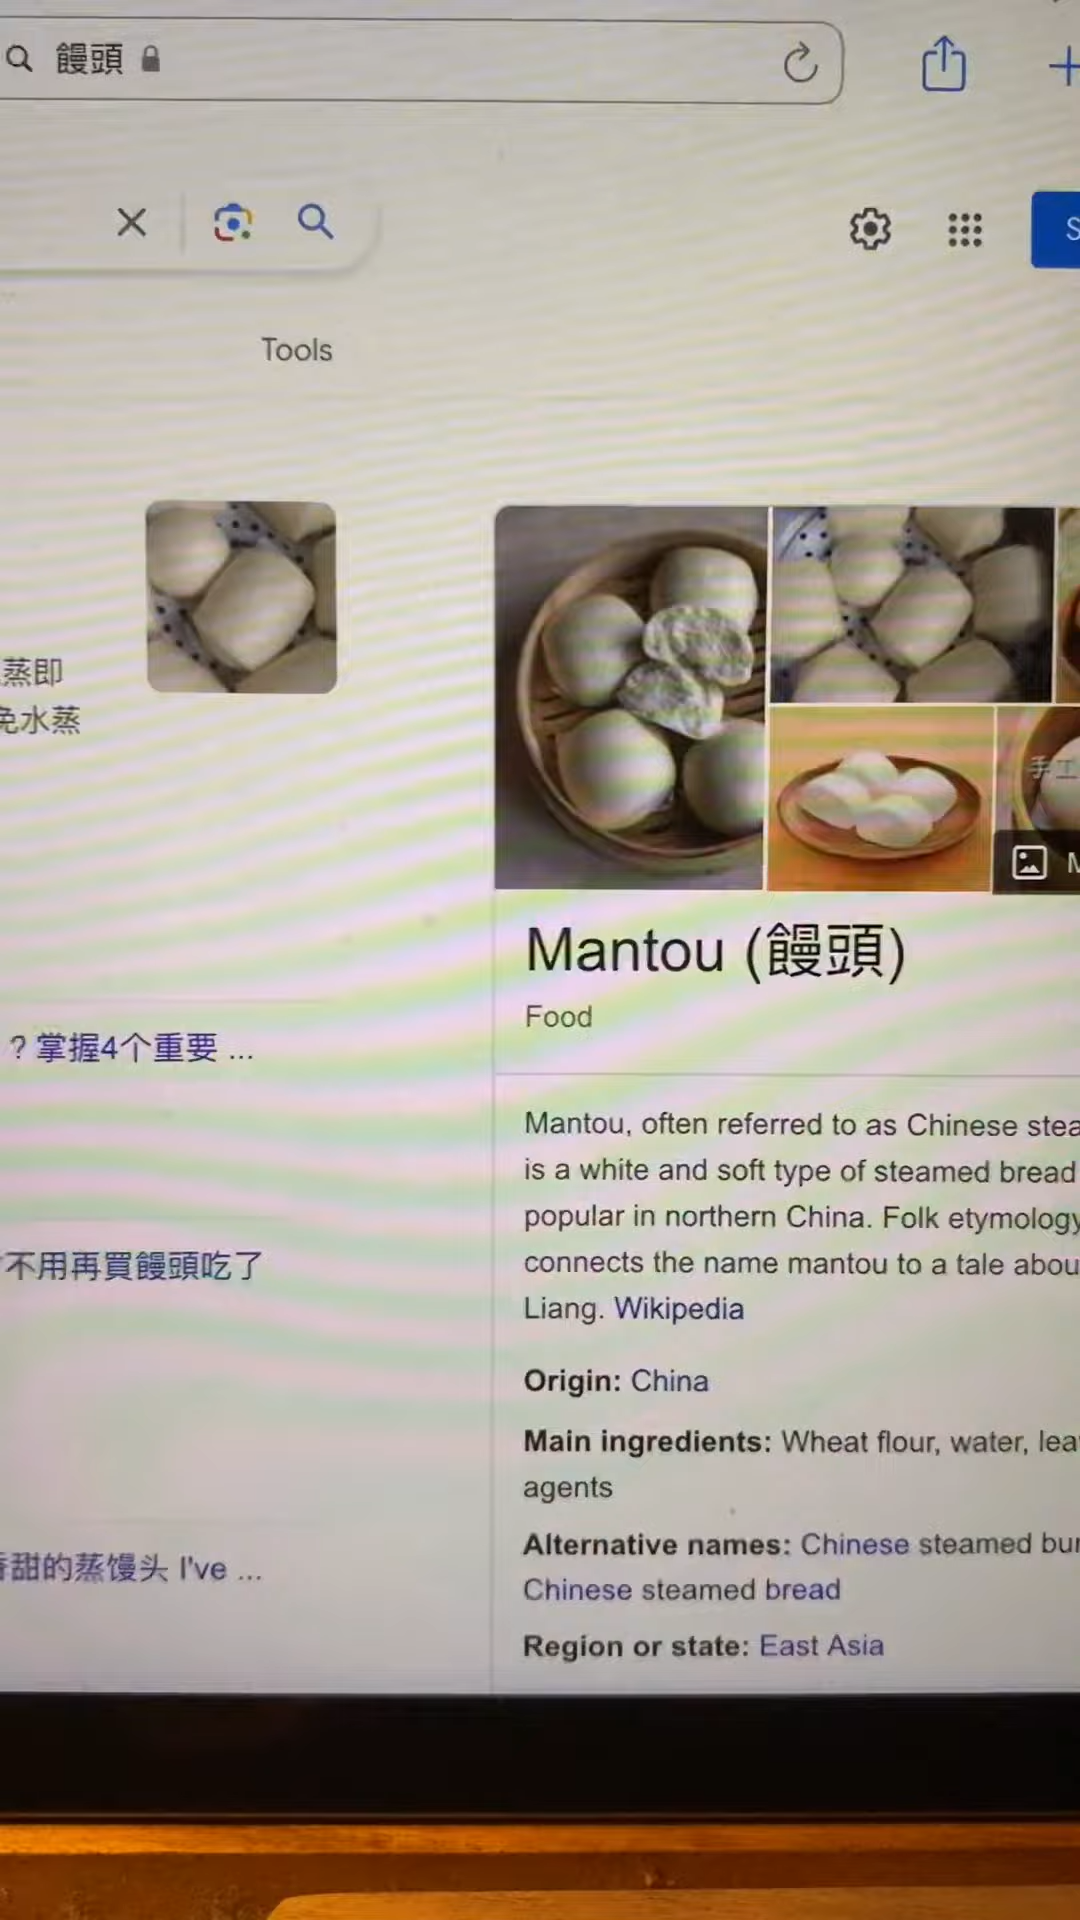 饅頭
Tools
蒸即
免水蒸
手工
Mantou (饅頭)
Food
? 掌握4个重要 ...
Mantou, often referred to as Chinese
is a white and soft type of steamed bread
popular in northern China. Folk etymology
connects the name mantou to a tale
Liang. Wikipedia
不用再買饅頭吃了
Origin: China
Main ingredients: Wheat flour, water,
agents
Alternative names: Chinese steamed
Chinese steamed bread
香甜的蒸馒头 I've ...
Region or state: East Asia